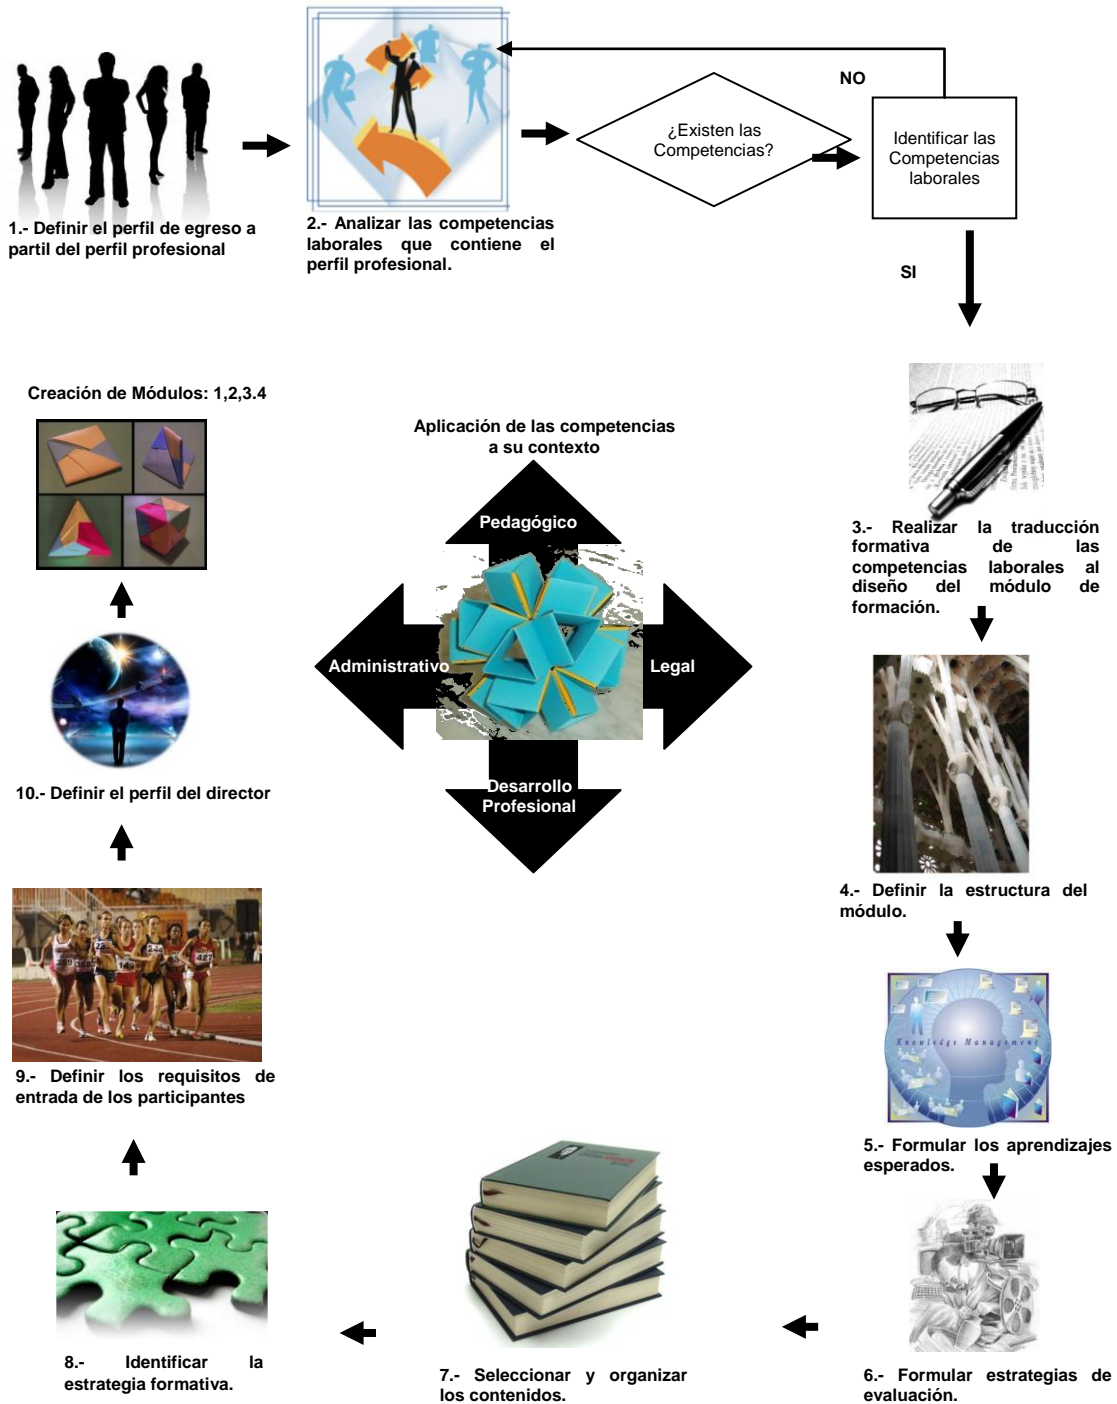 NO
¿Existen las
Competencias?
Identificar las
Competencias
laborales
1.- Definir el perfil de egreso a
partil del perfil profesional
2.- Analizar las competencias
laborales que contiene el
perfil profesional.
SI
Creación de Módulos: 1,2,3.4
Aplicación de las competencias
a su contexto
Pedagógico
Administrativo
Legal
Desarrollo
Profesional
3.- Realizar la traducción
formativa de las
competencias laborales al
diseño del módulo de
formación.
4.- Definir la estructura del
módulo.
Knowledge Management
5.- Formular los aprendizajes
esperados.
6.- Formular estrategias de
evaluación.
7.- Seleccionar y organizar
los contenidos.
8.- Identificar la
estrategia formativa.
9.- Definir los requisitos de
entrada de los participantes
427
10.- Definir el perfil del director